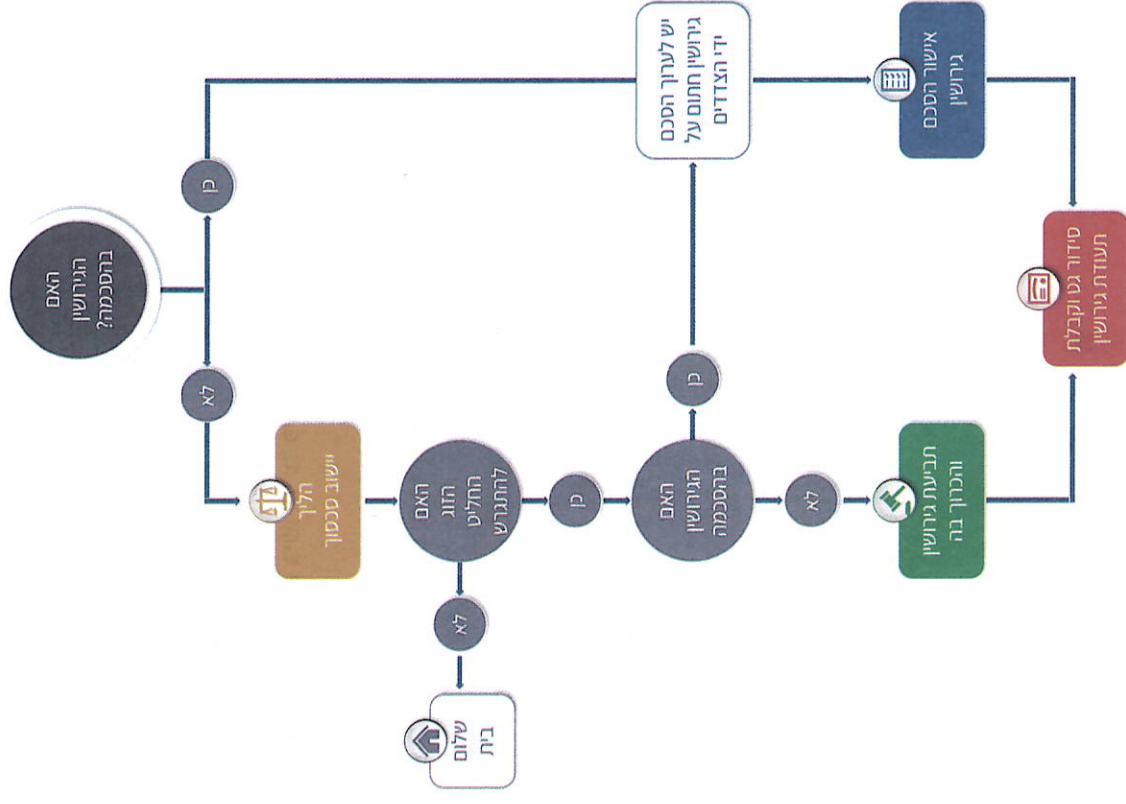 האם
הגירושין
בהסכמה?
כן
לא
הליך
יישוב סכסוך
האם
הזוג
החליט
להתגרש
לא
שלום
בית
כן
האם
הגירושין
בהסכמה
כן
יש לערוך הסכם
גירושין חתום על
ידי הצדדים
לא
תביעת גירושין
והכרוך בה
אישור הסכם
גירושין
סידור גט וקבלת
תעודת גירושין